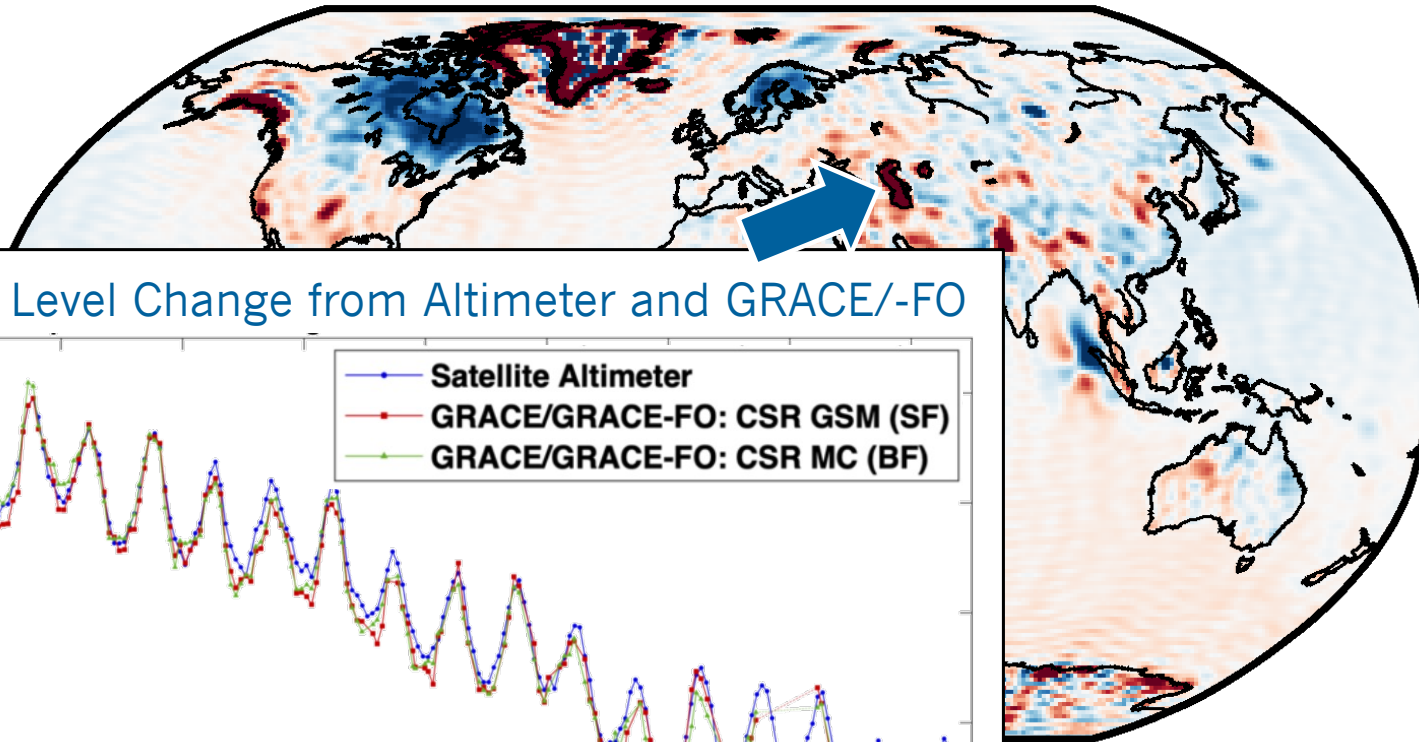 Level Change from Altimeter and GRACE/-FO
Satellite Altimeter
GRACE/GRACE-FO: CSR GSM (SF)
GRACE/GRACE-FO: CSR MC (BF)